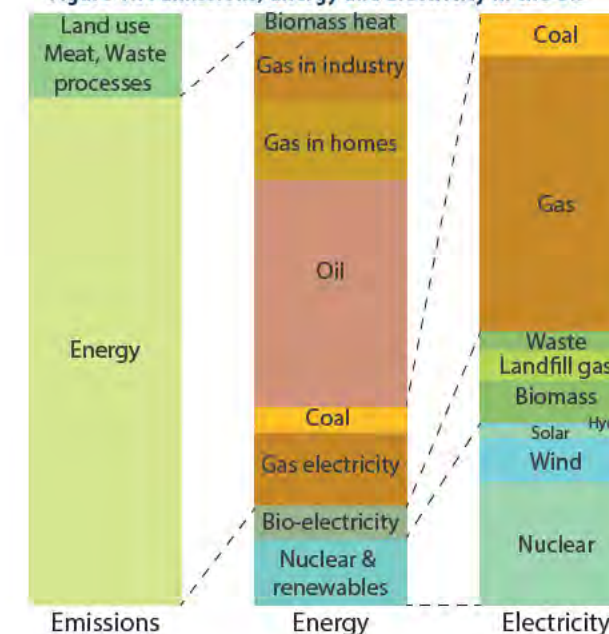 Land use
Meat, Waste
processes
Energy
Emissions
Biomass heat
Gas in industry
Gas in homes
Oil
Coal
Gas electricity
Bio-electricity
Nuclear &
renewables
Energy
Coal
Gas
Waste
Landfill gas
Biomass
Hy
Solar
Wind
Nuclear
Electricity